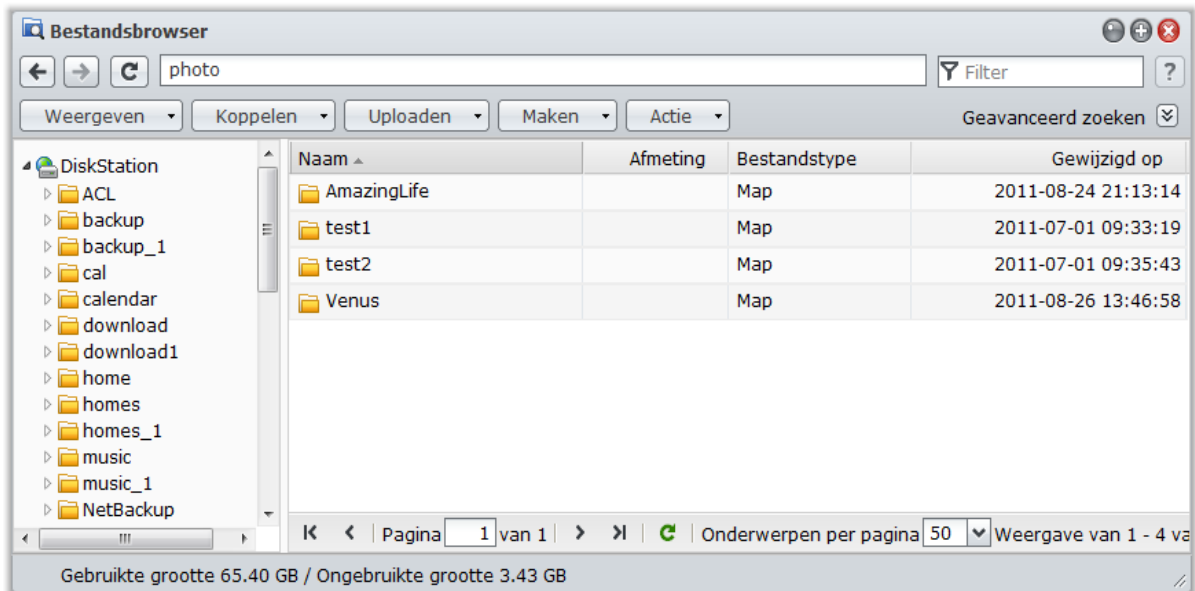 Bestandsbrowser
photo
Filter
?
Weergeven Koppelen Uploaden Maken Actie Geavanceerd zoeken
DiskStation
ACL
backup
backup_1
cal
calendar
download
download1
home
homes
homes_1
music
music_1
NetBackup
Naam Afmeting Bestandstype Gewijzigd op
AmazingLife Map 2011-08-24 21:13:14
test1 Map 2011-07-01 09:33:19
test2 Map 2011-07-01 09:35:43
Venus Map 2011-08-26 13:46:58
Pagina 1 van 1 Onderwerpen per pagina 50 Weergave van 1 - 4 va
Gebruikte grootte 65.40 GB / Ongebruikte grootte 3.43 GB